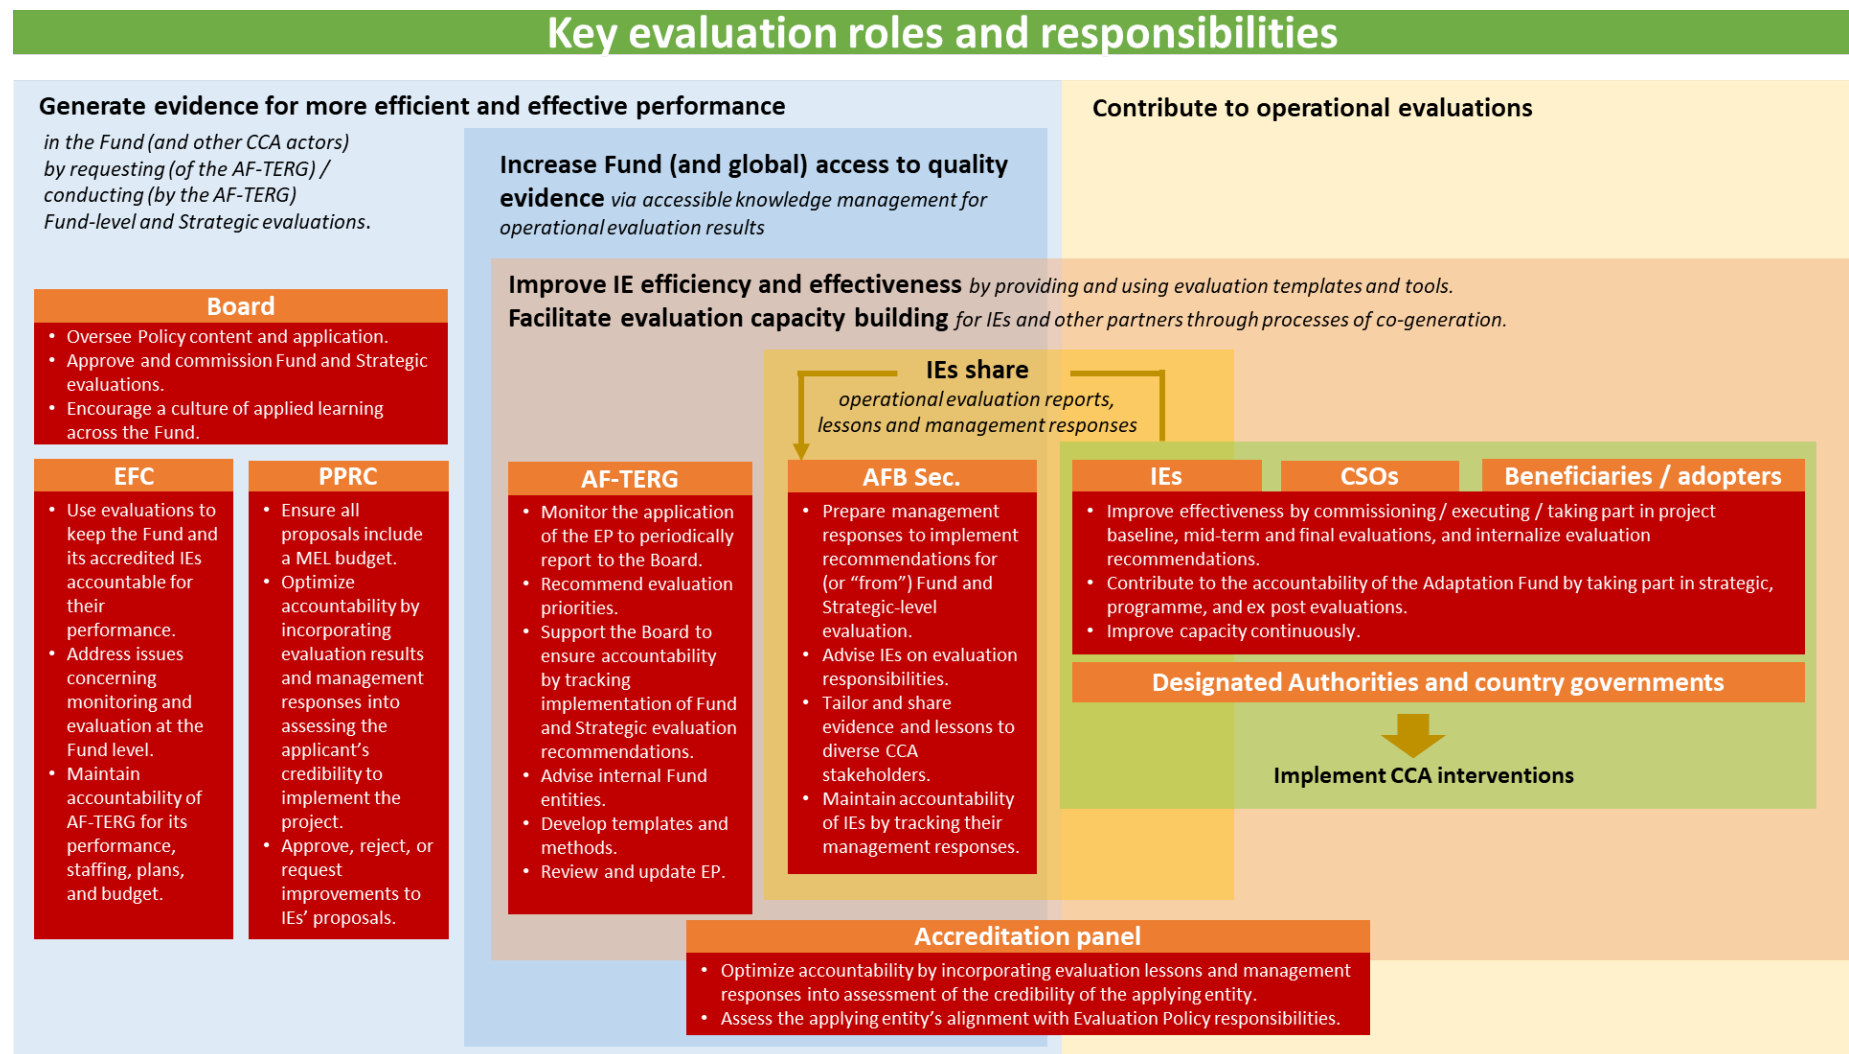 Key evaluation roles and responsibilities
Generate evidence for more efficient and effective performance
in the Fund (and other CCA actors)
by requesting (of the AF-TERG) /
conducting (by the AF-TERG)
Fund-level and Strategic evaluations.
Increase Fund (and global) access to quality
evidence via accessible knowledge management for
operational evaluation results
Contribute to operational evaluations
Improve IE efficiency and effectiveness by providing and using evaluation templates and tools.
Facilitate evaluation capacity building for IEs and other partners through processes of co-generation.
Board
• Oversee Policy content and application.
• Approve and commission Fund and Strategic
evaluations.
• Encourage a culture of applied learning
across the Fund.
EFC
• Use evaluations to
keep the Fund and
its accredited IEs
accountable for
their
performance.
• Address issues
concerning
monitoring and
evaluation at the
Fund level.
• Maintain
accountability of
AF-TERG for its
performance,
staffing, plans,
and budget.
PPRC
• Ensure all
proposals include
a MEL budget.
• Optimize
accountability by
incorporating
evaluation results
and management
responses into
assessing the
applicant's
credibility to
implement the
project.
• Approve, reject, or
request
improvements to
IEs' proposals.
IEs share
operational evaluation reports,
lessons and management responses
AF-TERG
• Monitor the application
of the EP to periodically
report to the Board.
• Recommend evaluation
priorities.
• Support the Board to
ensure accountability
by tracking
implementation of Fund
and Strategic evaluation
recommendations.
• Advise internal Fund
entities.
• Develop templates and
methods.
• Review and update EP.
AFB Sec.
• Prepare management
responses to implement
recommendations for
(or “from”) Fund and
Strategic-level
evaluation.
• Advise IEs on evaluation
responsibilities.
• Tailor and share
evidence and lessons to
diverse CCA
stakeholders.
• Maintain accountability
of IEs by tracking their
management responses.
IEs
CSOs
Beneficiaries / adopters
• Improve effectiveness by commissioning / executing / taking part in project
baseline, mid-term and final evaluations, and internalize evaluation
recommendations.
• Contribute to the accountability of the Adaptation Fund by taking part in strategic,
programme, and ex post evaluations.
• Improve capacity continuously.
Designated Authorities and country governments
Implement CCA interventions
Accreditation panel
• Optimize accountability by incorporating evaluation lessons and management
responses into assessment of the credibility of the applying entity.
• Assess the applying entity's alignment with Evaluation Policy responsibilities.